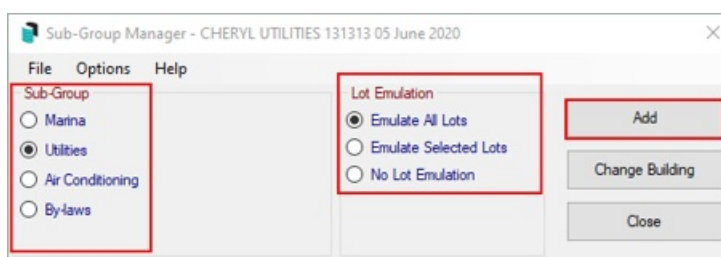 Sub-Group Manager - CHERYL UTILITIES 131313 05 June 2020
File Options Help
Sub-Group
Marina
Utilities
Air Conditioning
By-laws
Lot Emulation
Emulate All Lots
Emulate Selected Lots
No Lot Emulation
Add
Change Building
Close